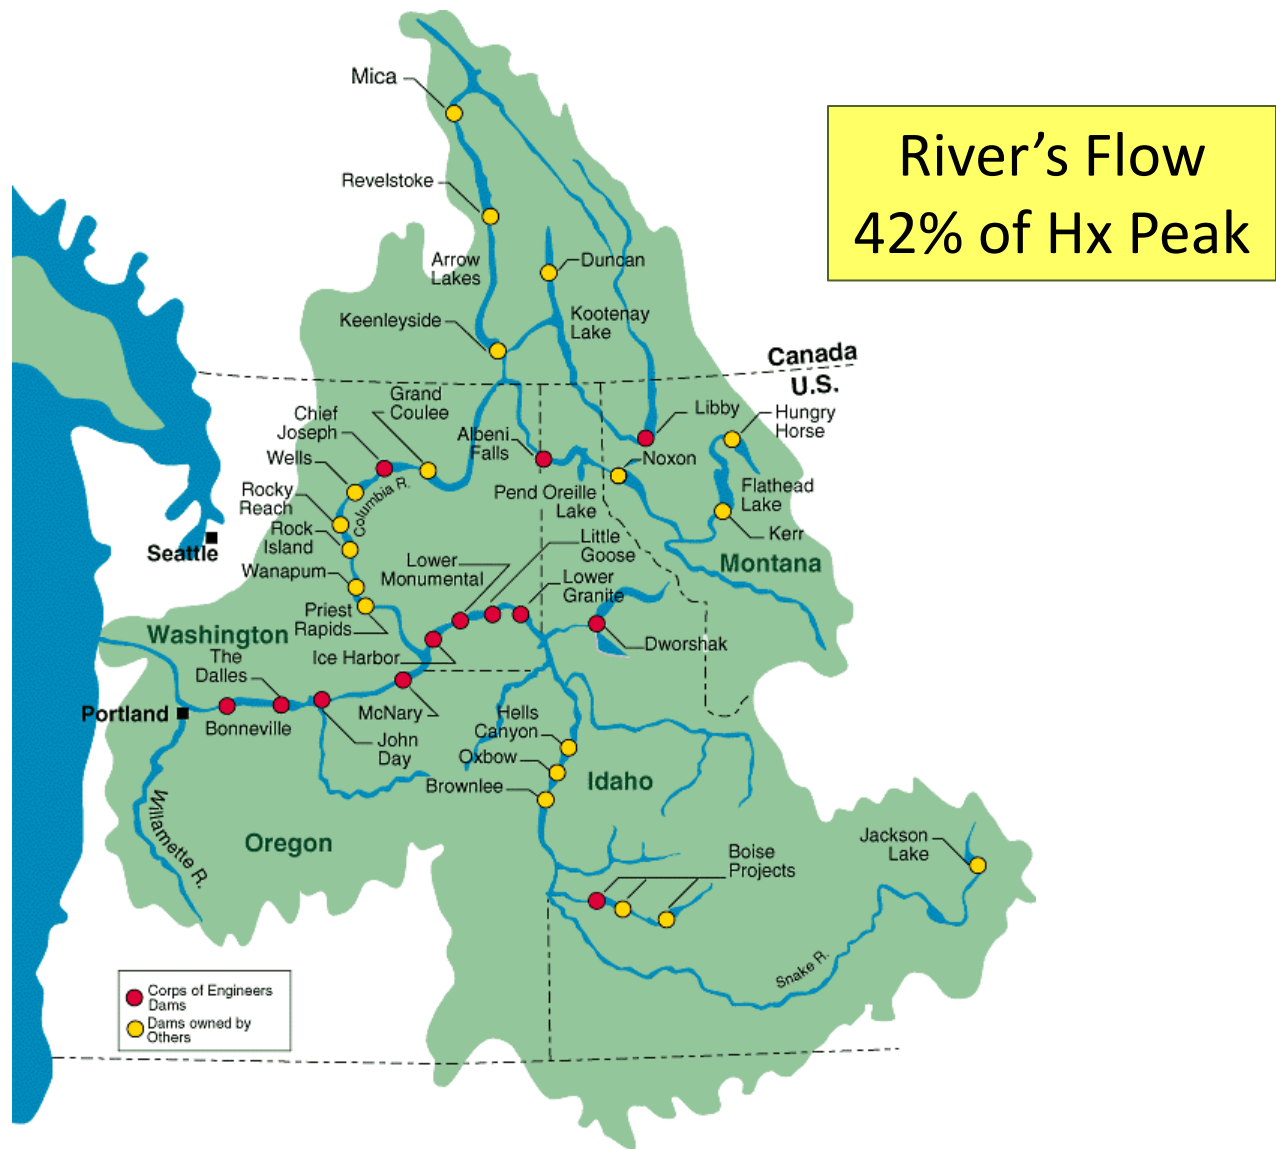 Mica
River’s Flow
42% of Hx Peak
Revelstoke
Arrow
Lakes
Duncan
Keenleyside
Kootenay
Lake
Canada
U.S.
Grand
Coulee
Chief
Joseph
Libby
Hungry
Horse
Albeni
Falls
Wells
Noxon
Rocky
Reach
Columbia R.
Pend Oreille
Lake
Flathead
Lake
Rock
Island
Kerr
Seattle
Little
Goose
Lower
Monumental
Montana
Wanapum
Lower
Granite
Priest
Rapids
Washington
Ice Harbor
Dworshak
The
Dalles
Portland
Bonneville
McNary
John
Day
Hells
Canyon
Oxbow
Brownlee
Idaho
Willamette R.
Oregon
Boise
Projects
Jackson
Lake
Snake R.
Corps of Engineers
Dams
Dams owned by
Others